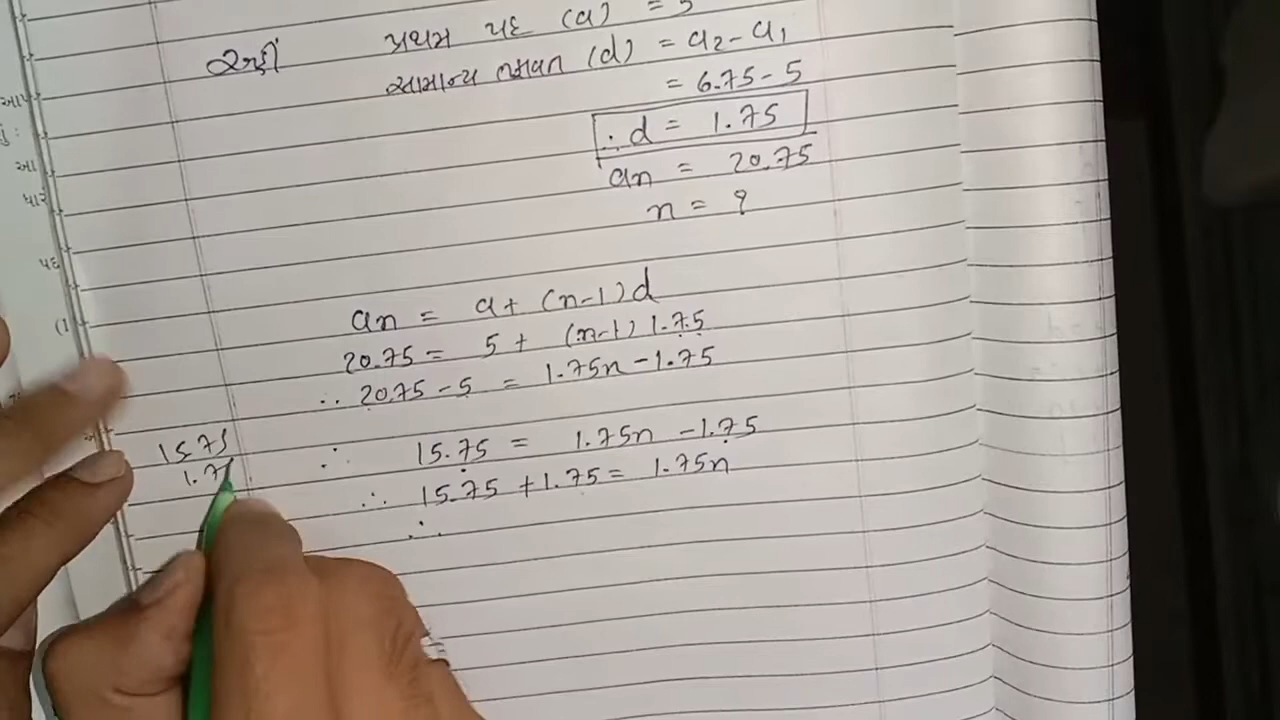 પ્રથમ પદ (a) = 5
અહીં સામાન્ય તફાવત (d) = a2 - a1
= 6.75 - 5
∴ d = 1.75
an = 20.75
n = ?
an = a + (n-1) d
20.75 = 5 + (n-1) 1.75
∴ 20.75 - 5 = 1.75n - 1.75
∴ 15.75 = 1.75n - 1.75
∴ 15.75 + 1.75 = 1.75n
∴
15.75
1.7